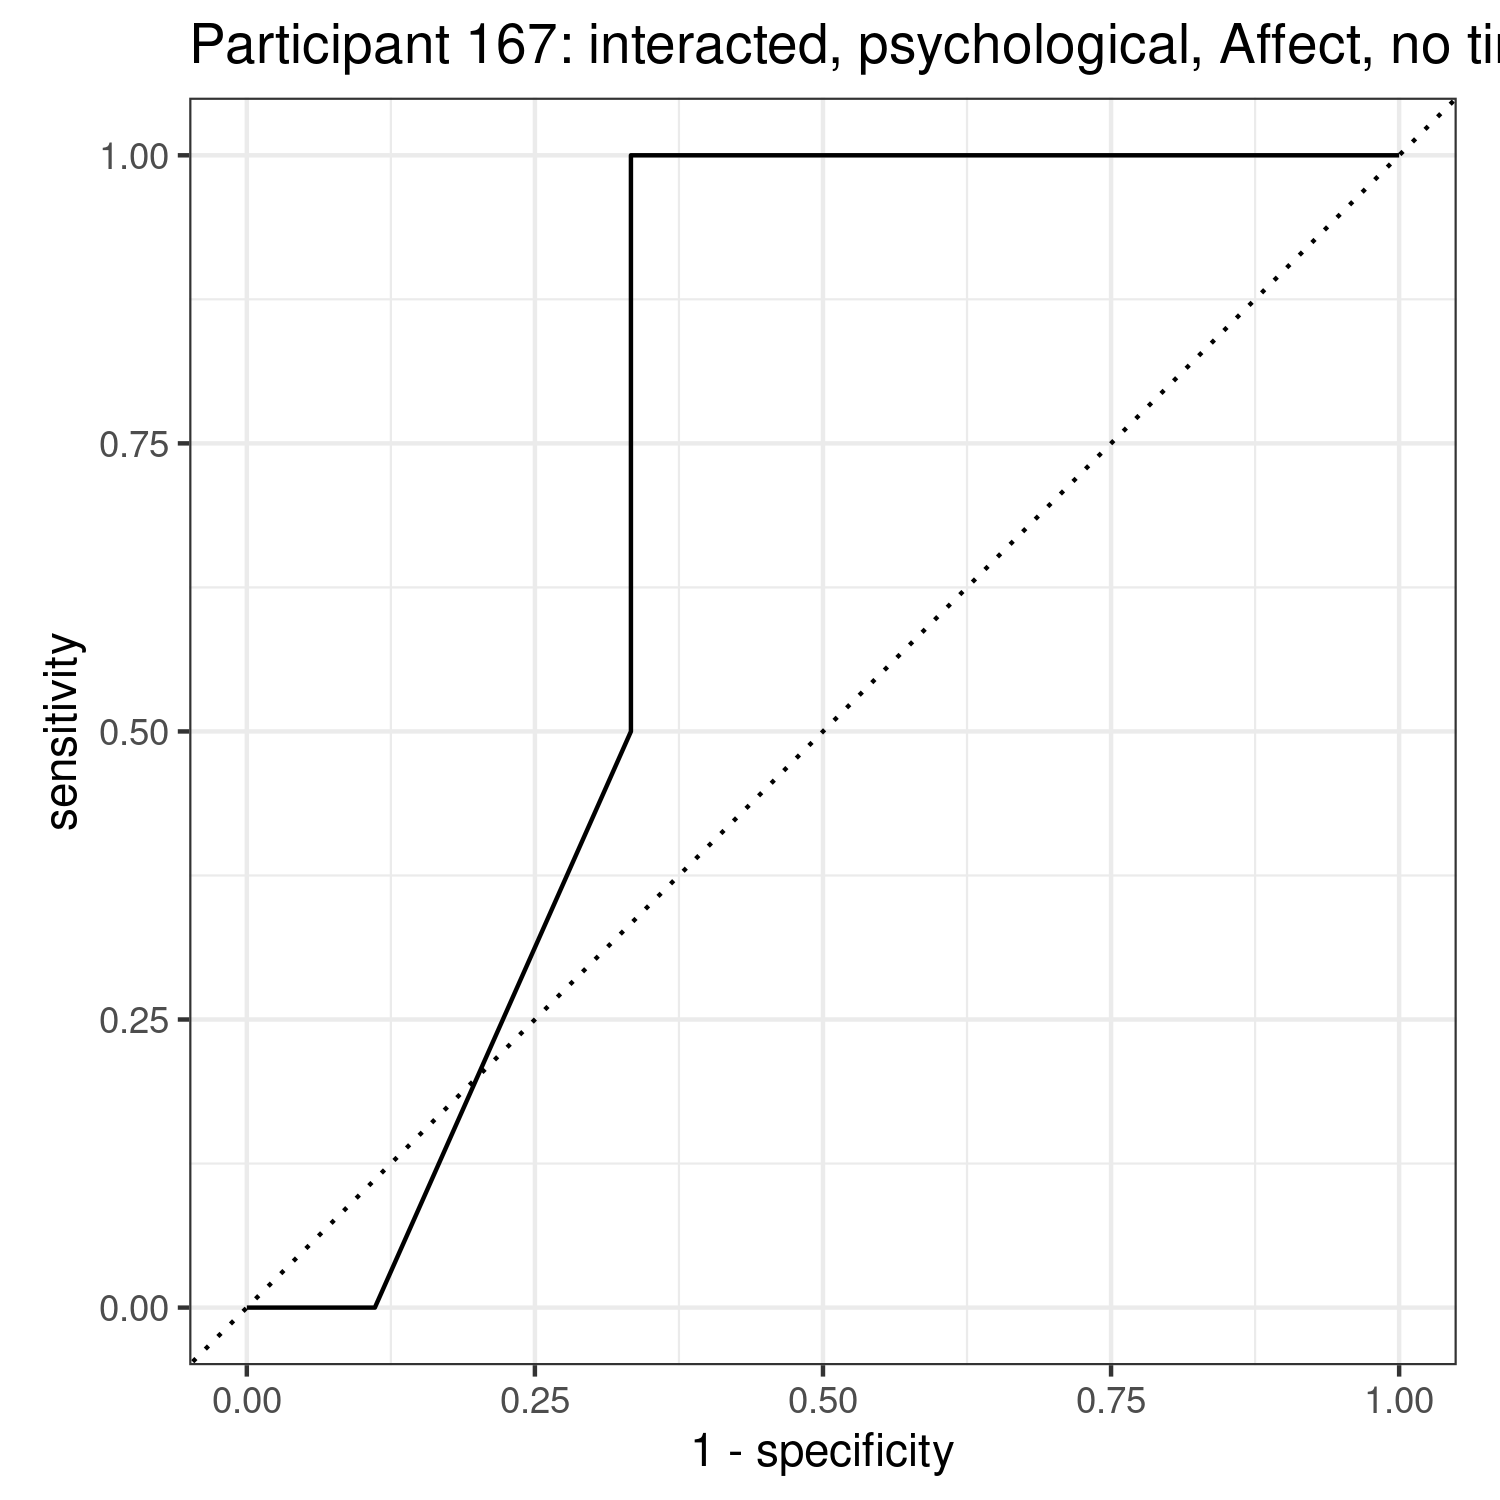 Participant 167: interacted, psychological, Affect, no
1.00
0.75
0.50
0.25
0.00
sensitivity
0.00 0.25 0.50 0.75 1.00
1 - specificity